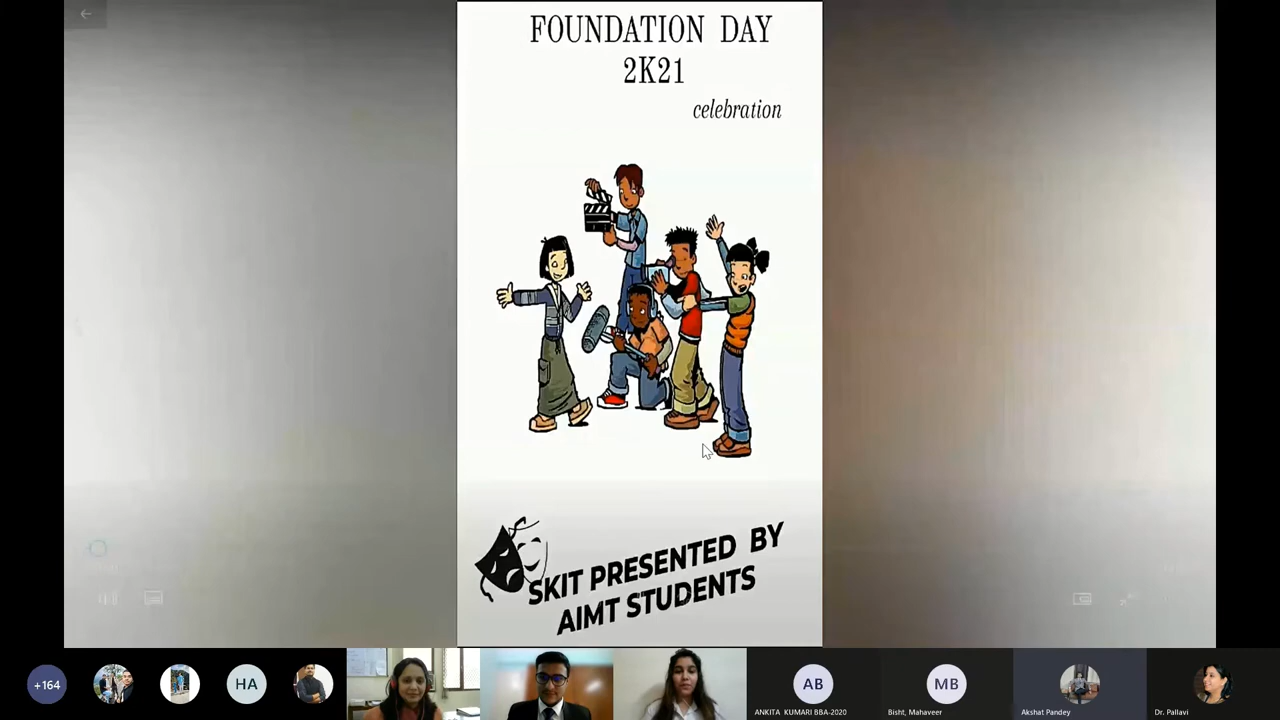 FOUNDATION DAY
2K21
celebration
SKIT PRESENTED BY
AIMT STUDENTS
+164
HA
AB
ANKITA KUMARI BBA-2020
MB
Bisht, Mahaveer
Akshat Pandey
Dr. Pallavi